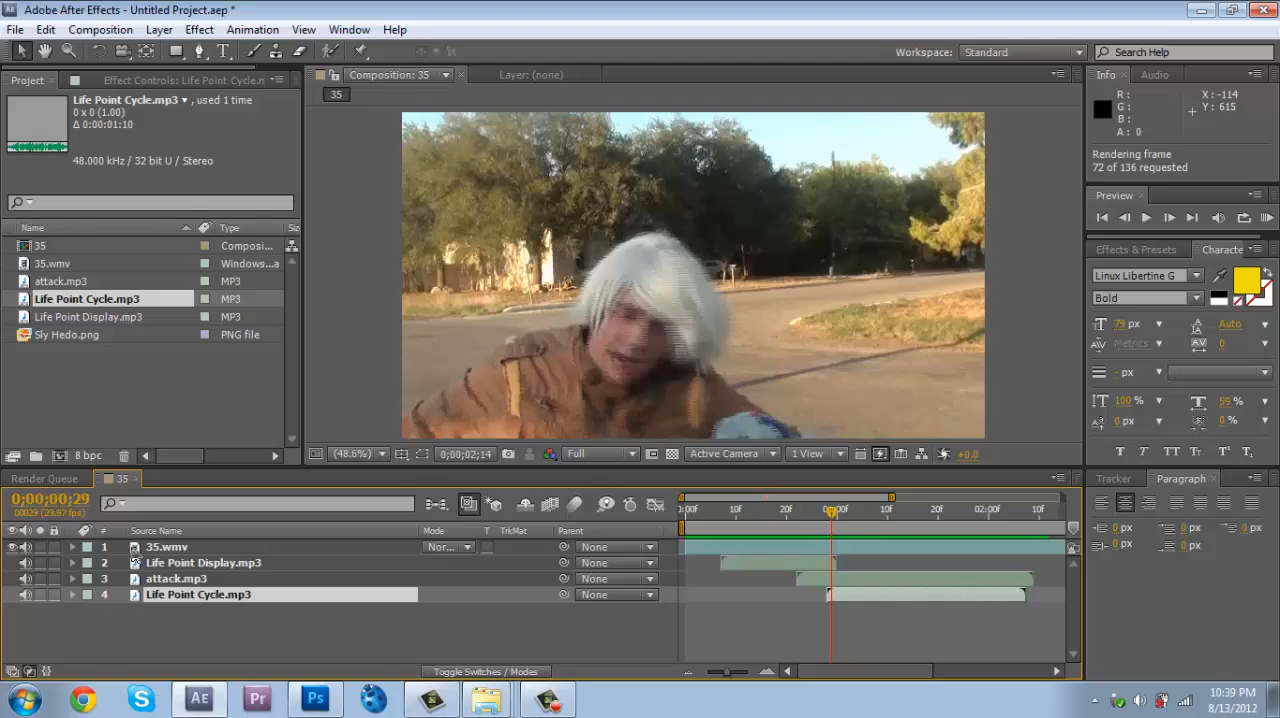 Adobe After Effects - Untitled Project.aep *
File Edit Composition Layer Effect Animation View Window Help
Workspace: Standard Search Help
Project Effect Controls: Life Point Cycle.m
Composition: 35 Layer: (none)
Info Audio
35
Life Point Cycle.mp3 , used 1 time
0 x 0 (1.00)
Δ 0:00:01:10
48.000 kHz / 32 bit U / Stereo
R : X : -114
G : Y : 615
B :
A : 0
Rendering frame
72 of 136 requested
Preview
Name Type Siz
35 Composi...
35.wmv Windows...a
attack.mp3 MP3
Life Point Cycle.mp3 MP3
Life Point Display.mp3 MP3
Sly Hedo.png PNG file
Effects & Presets Characte
Linux Libertine G
Bold
79 px Auto
Metrics 0
- px
100 % 59 %
0 px 0 %
T T TT Tr T¹ T₁
8 bpc
(48.6%) 0;00;02;14 Full Active Camera 1 View +0.0
Render Queue 35
Tracker Paragraph
0;00;00;29
00029 (29.97 fps)
0:00f 10f 20f 0:00f 10f 20f 02:00f 10f
# Source Name Mode T TrkMat Parent
1 35.wmv Nor... None
2 Life Point Display.mp3 None
3 attack.mp3 None
4 Life Point Cycle.mp3 None
0 px 0 px
0 px 0 px
0 px
Toggle Switches / Modes
Ae Pr Ps
10:39 PM
8/13/2012